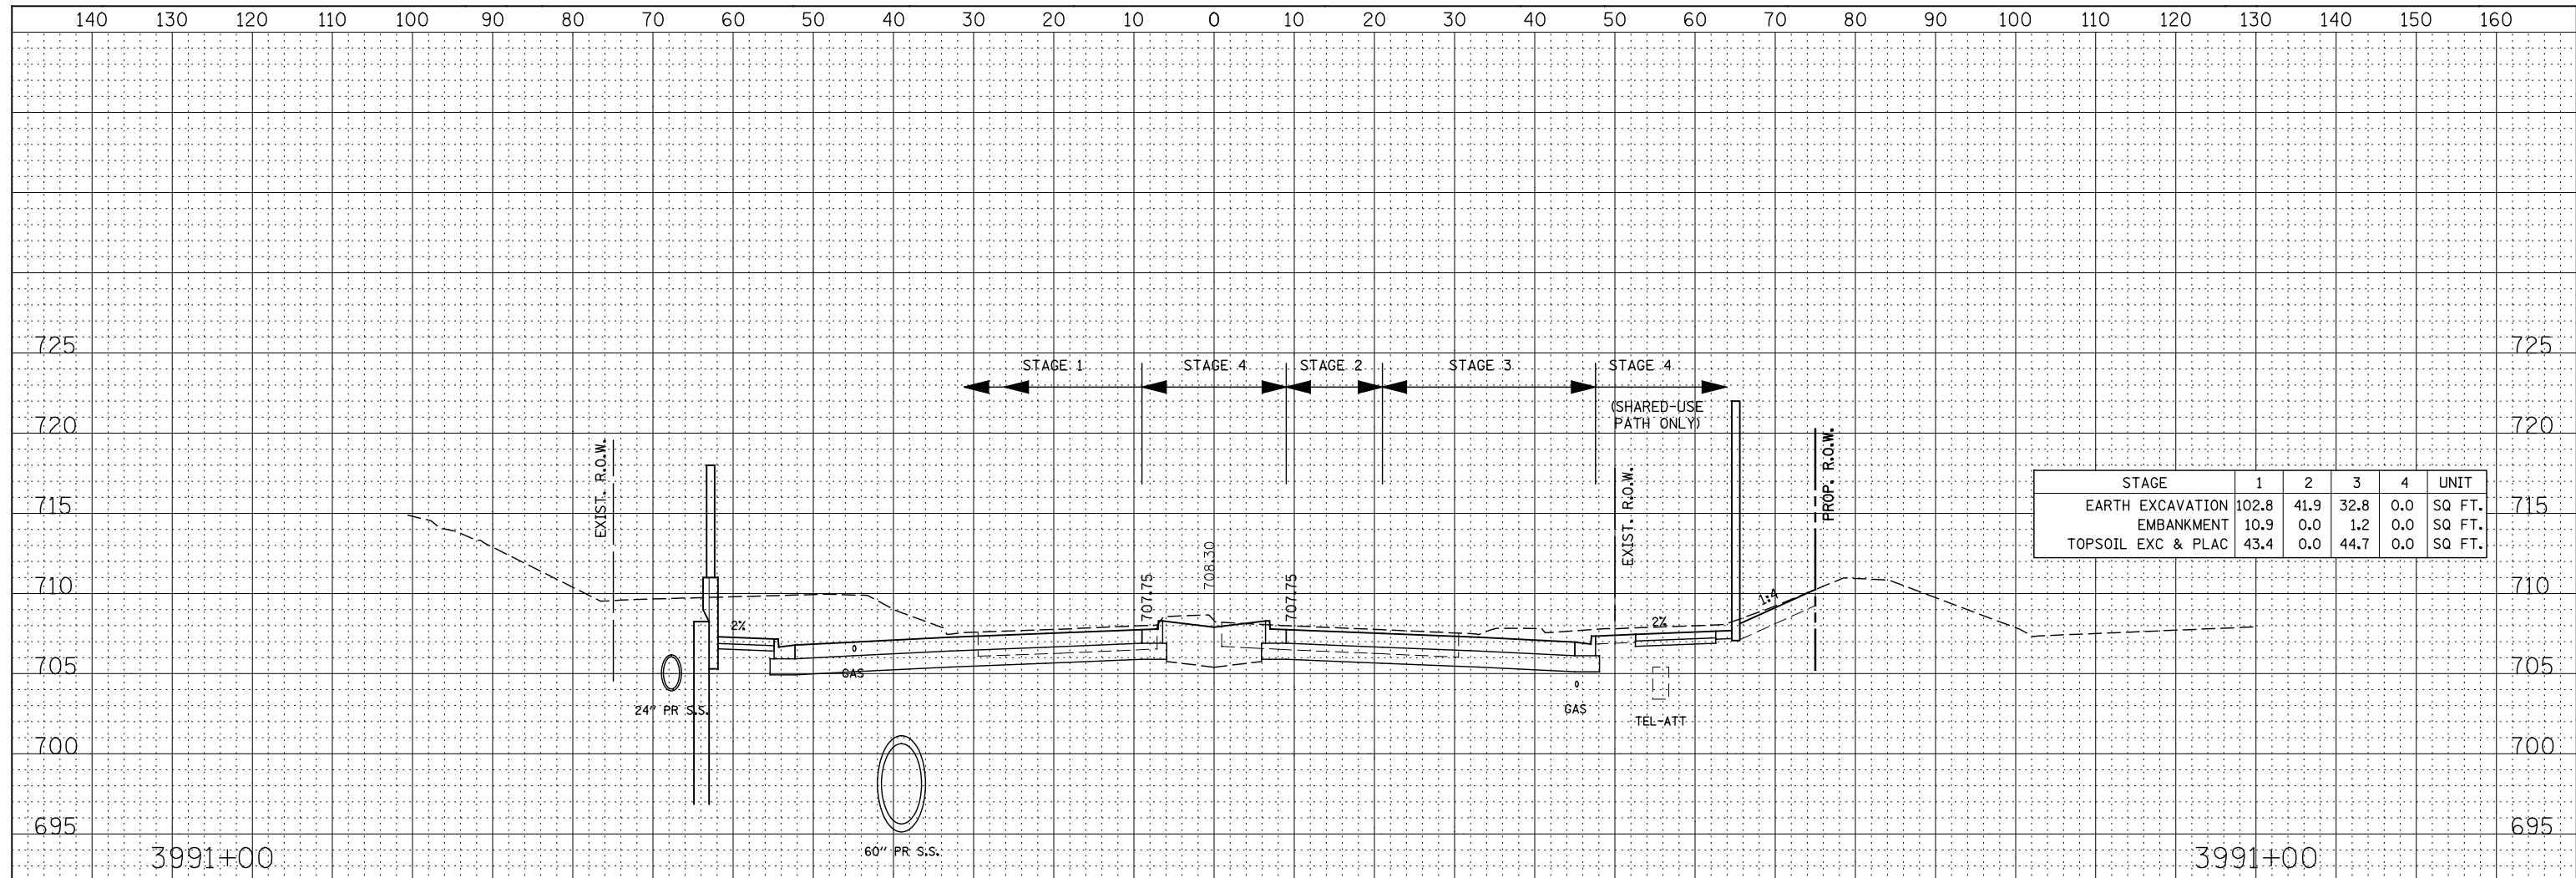 140 130 120 110 100 90 80 70 60 50 40 30 20 10 0 10 20 30 40 50 60 70 80 90 100 110 120 130 140 150 160
725 725
STAGE 1 STAGE 4 STAGE 2 STAGE 3 STAGE 4
(SHARED-USE
PATH ONLY)
720 720
EXIST. R.O.W.
EXIST. R.O.W.
PROP. R.O.W.
715 715
STAGE 1 2 3 4 UNIT
EARTH EXCAVATION 102.8 41.9 32.8 0.0 SQ FT.
EMBANKMENT 10.9 0.0 1.2 0.0 SQ FT.
TOPSOIL EXC & PLAC 43.4 0.0 44.7 0.0 SQ FT.
710 710
707.75
708.30
707.75
1:4
2%
2%
705 705
GAS
24" PR S.S.
GAS
TEL-ATT
700 700
695 695
60" PR S.S.
3991+00 3991+00